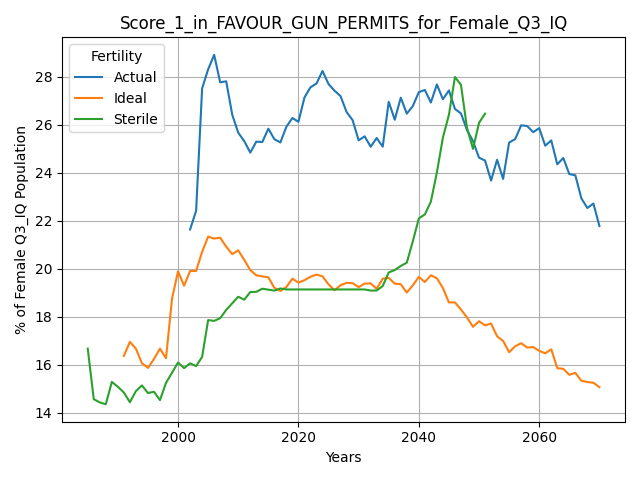 Score_1_in_FAVOUR_GUN_PERMITS_for_Female_Q3_IQ
Fertility
Actual
Ideal
Sterile
% of Female Q3_IQ Population
28
26
24
22
20
18
16
14
2000 2020 2040 2060
Years